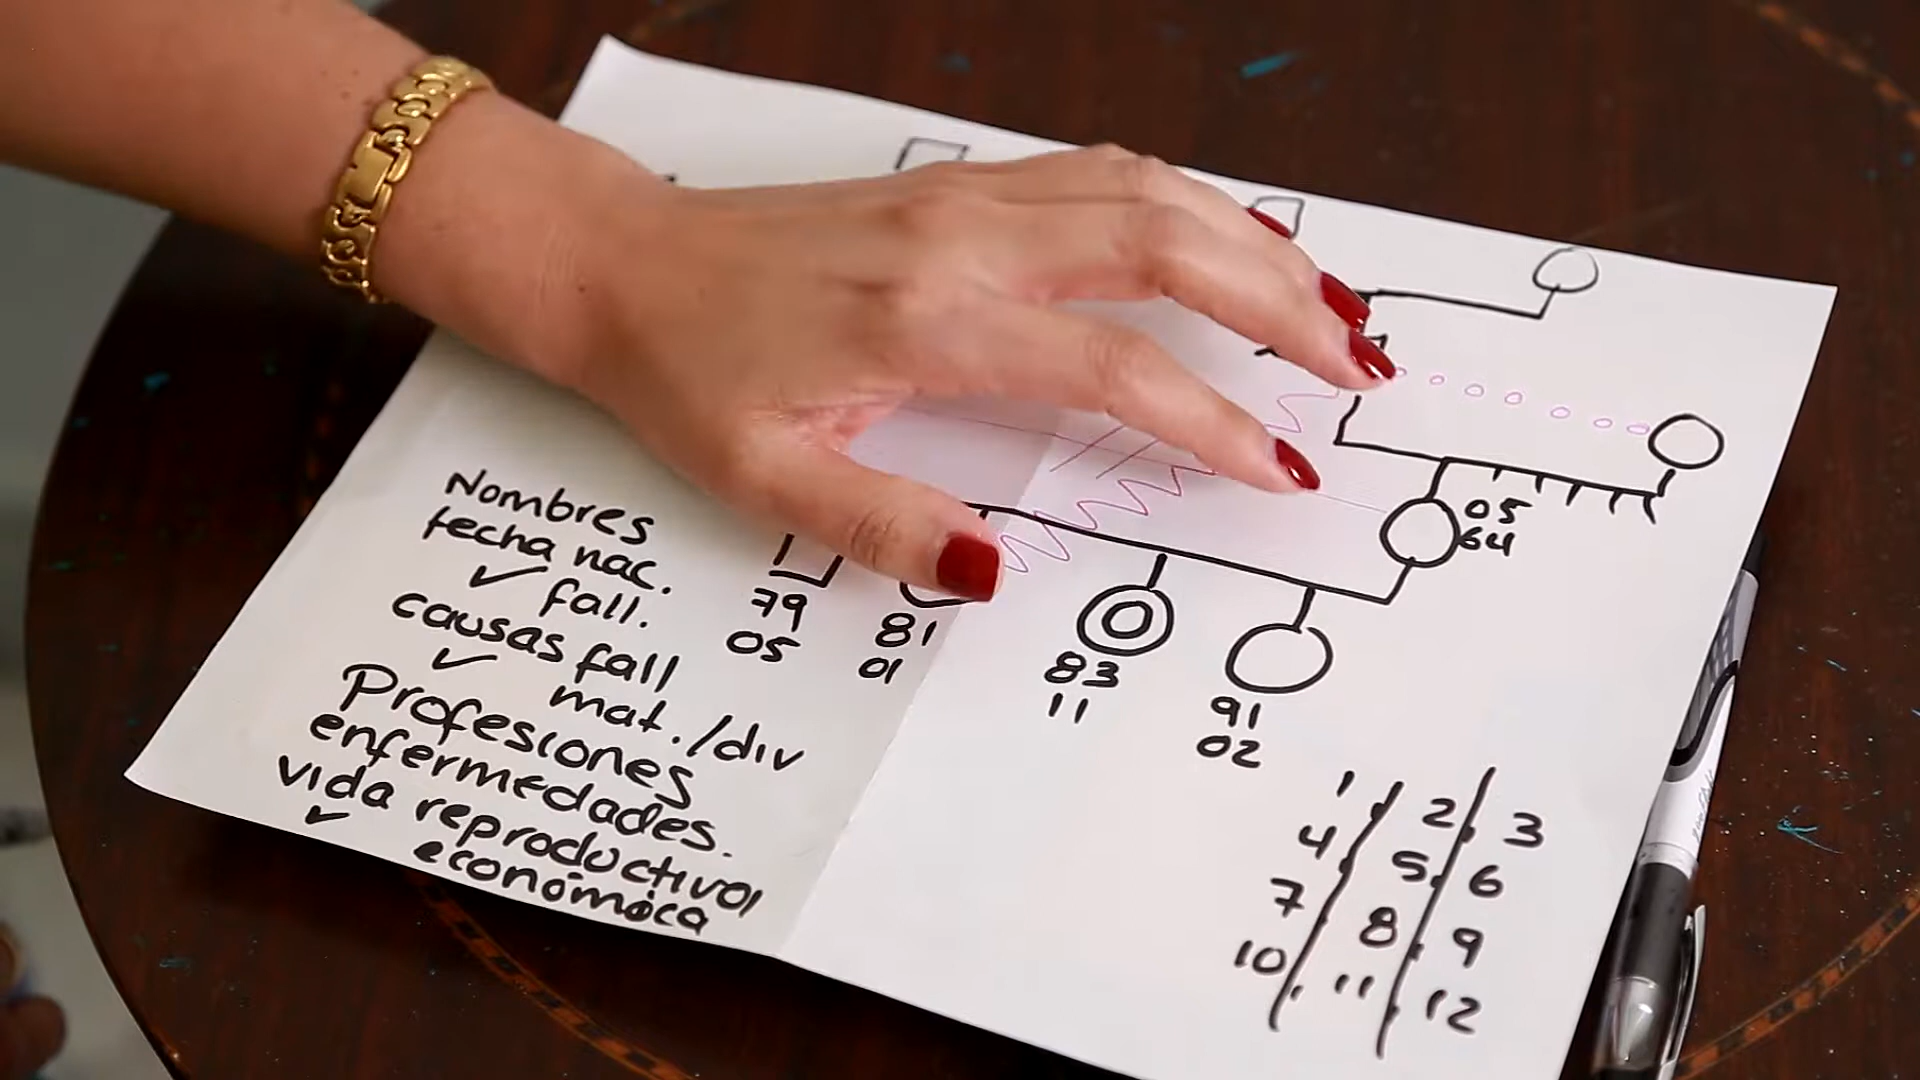 Nombres
fecha nac.
✓ fall.
causas fall
✓ mat./div
Profesiones
enfermedades.
vida reproductiva
✓ económica
79
05
81
01
83
11
91
02
05
64
1 2 3
4 5 6
7 8 9
10 11 12